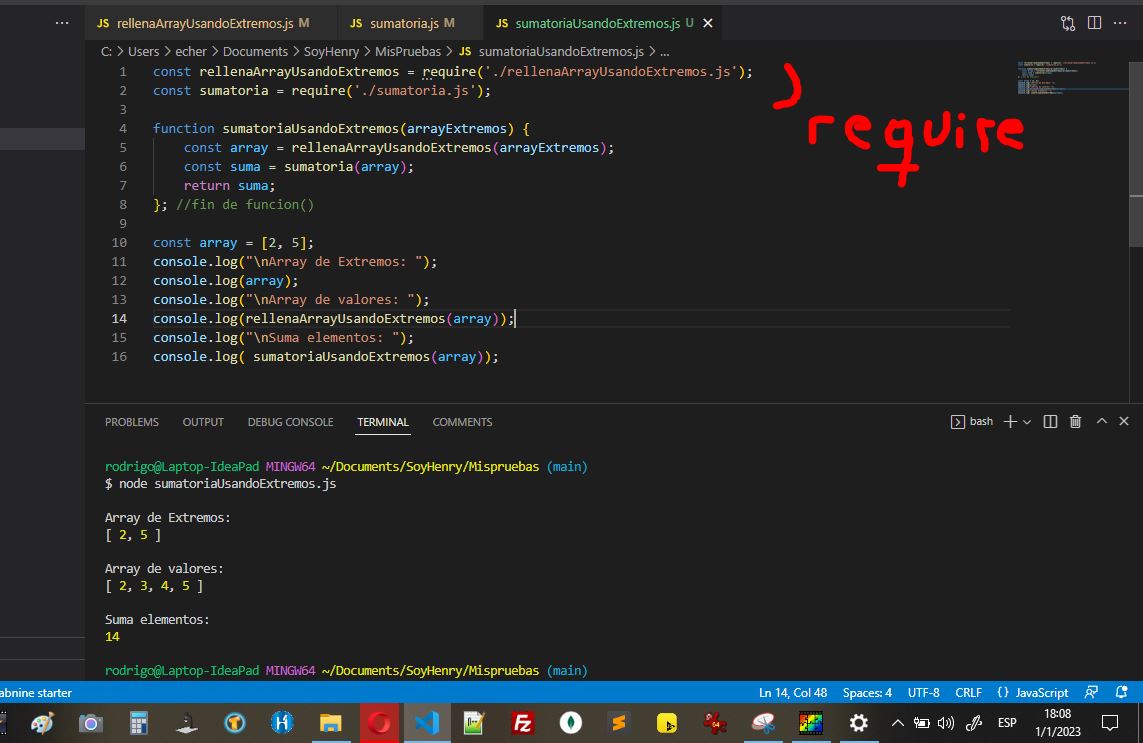 JS rellenaArrayUsandoExtremos.js M JS sumatoria.js M JS sumatoriaUsandoExtremos.js U
C: > Users > echer > Documents > SoyHenry > MisPruebas > JS sumatoriaUsandoExtremos.js > ...
1 const rellenaArrayUsandoExtremos = require('./rellenaArrayUsandoExtremos.js');
2 const sumatoria = require('./sumatoria.js');
require
3
4 function sumatoriaUsandoExtremos(arrayExtremos) {
5 const array = rellenaArrayUsandoExtremos(arrayExtremos);
6 const suma = sumatoria(array);
7 return suma;
8 }; //fin de funcion()
9
10 const array = [2, 5];
11 console.log("\nArray de Extremos: ");
12 console.log(array);
13 console.log("\nArray de valores: ");
14 console.log(rellenaArrayUsandoExtremos(array));
15 console.log("\nSuma elementos: ");
16 console.log( sumatoriaUsandoExtremos(array));
PROBLEMS OUTPUT DEBUG CONSOLE TERMINAL COMMENTS bash
rodrigo@Laptop-IdeaPad MINGW64 ~/Documents/SoyHenry/Mispruebas (main)
$ node sumatoriaUsandoExtremos.js
Array de Extremos:
[ 2, 5 ]
Array de valores:
[ 2, 3, 4, 5 ]
Suma elementos:
14
rodrigo@Laptop-IdeaPad MINGW64 ~/Documents/SoyHenry/Mispruebas (main)
abnine starter Ln 14, Col 48 Spaces: 4 UTF-8 CRLF {} JavaScript
ESP
18:08
1/1/2023